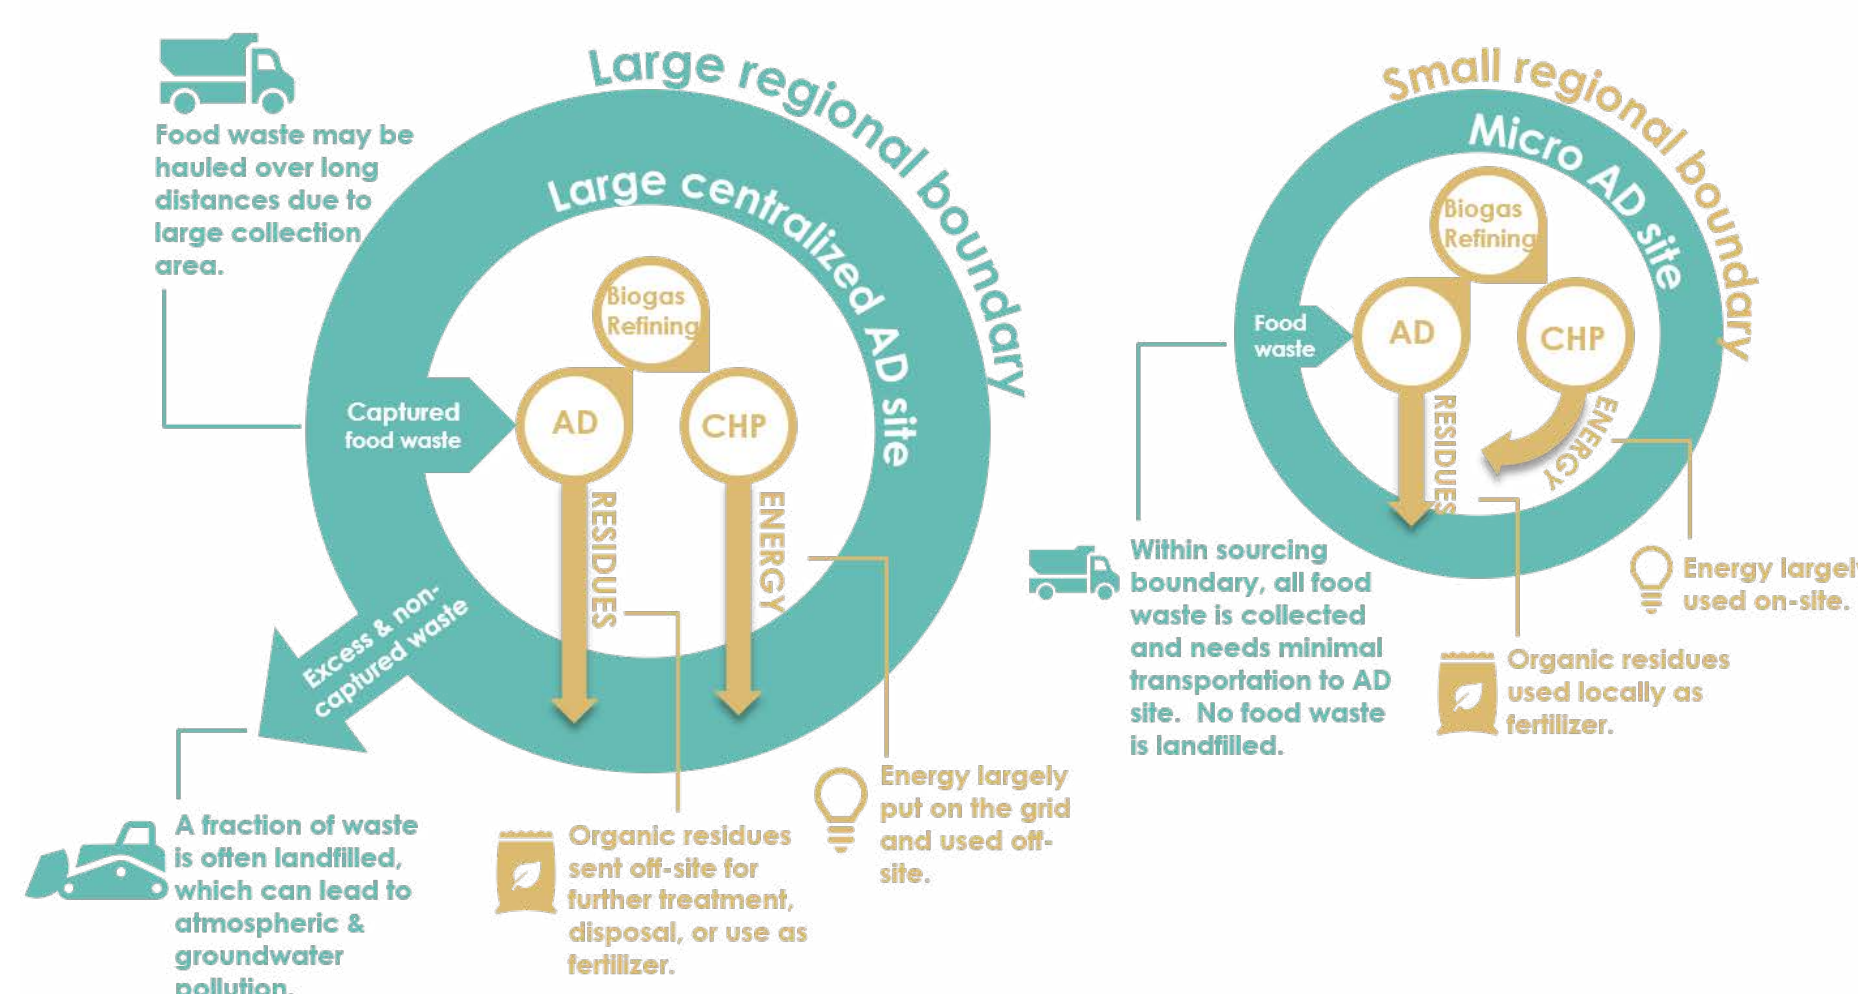 Food waste may be
hauled over long
distances due to
large collection
area.
Large regional boundary
Large centralized AD site
Biogas
Refining
AD
CHP
Captured
food waste
RESIDUES
ENERGY
Excess & non-
captured waste
A fraction of waste
is often landfilled,
which can lead to
atmospheric &
groundwater
pollution.
Organic residues
sent off-site for
further treatment,
disposal, or use as
fertilizer.
Energy largely
put on the grid
and used off-
site.
Small regional boundary
Micro AD site
Biogas
Refining
Food
waste
AD
CHP
RESIDUES
ENERGY
Within sourcing
boundary, all food
waste is collected
and needs minimal
transportation to AD
site. No food waste
is landfilled.
Organic residues
used locally as
fertilizer.
Energy largely
used on-site.